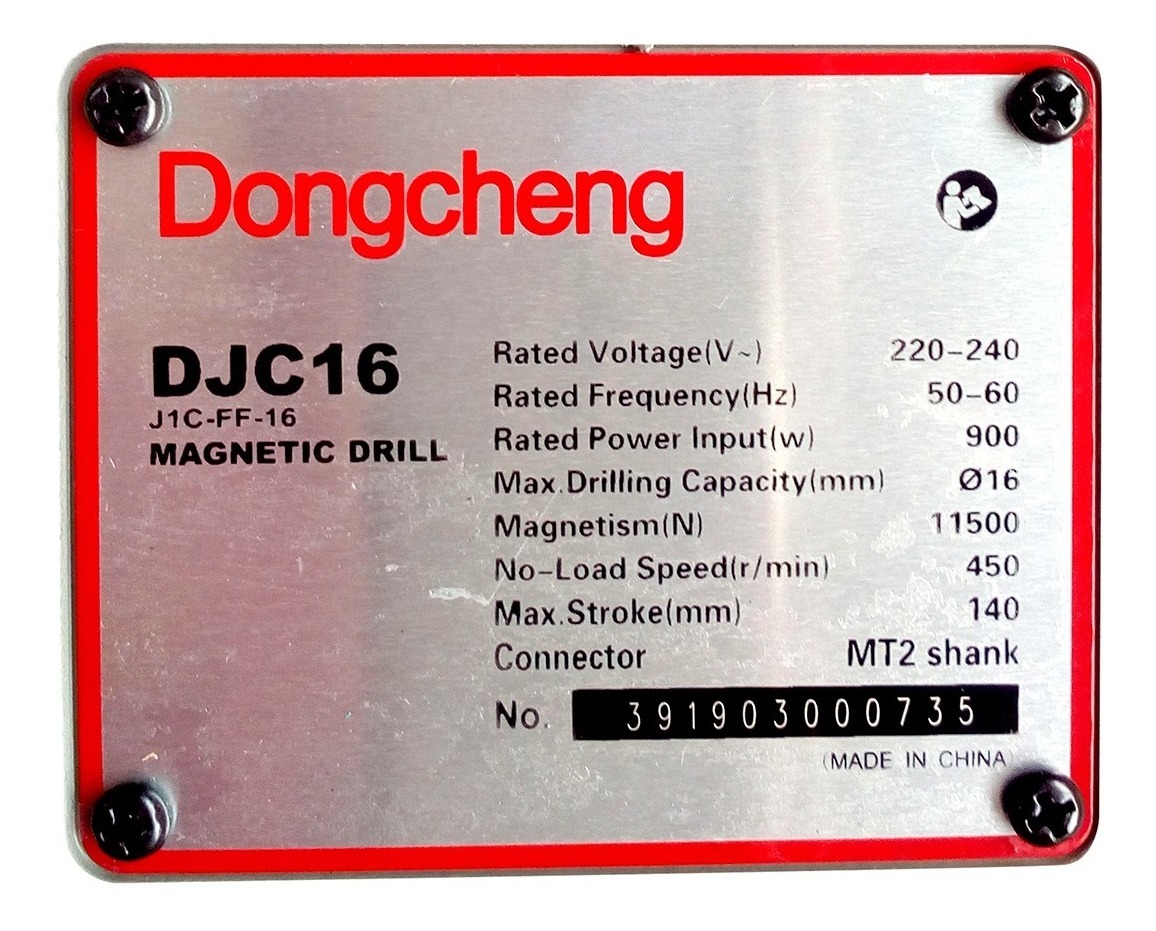 Dongcheng
DJC16
J1C-FF-16
MAGNETIC DRILL
Rated Voltage(V~) 220-240
Rated Frequency(Hz) 50-60
Rated Power Input(w) 900
Max.Drilling Capacity(mm) Ø16
Magnetism(N) 11500
No-Load Speed(r/min) 450
Max.Stroke(mm) 140
Connector MT2 shank
No. 391903000735
(MADE IN CHINA)